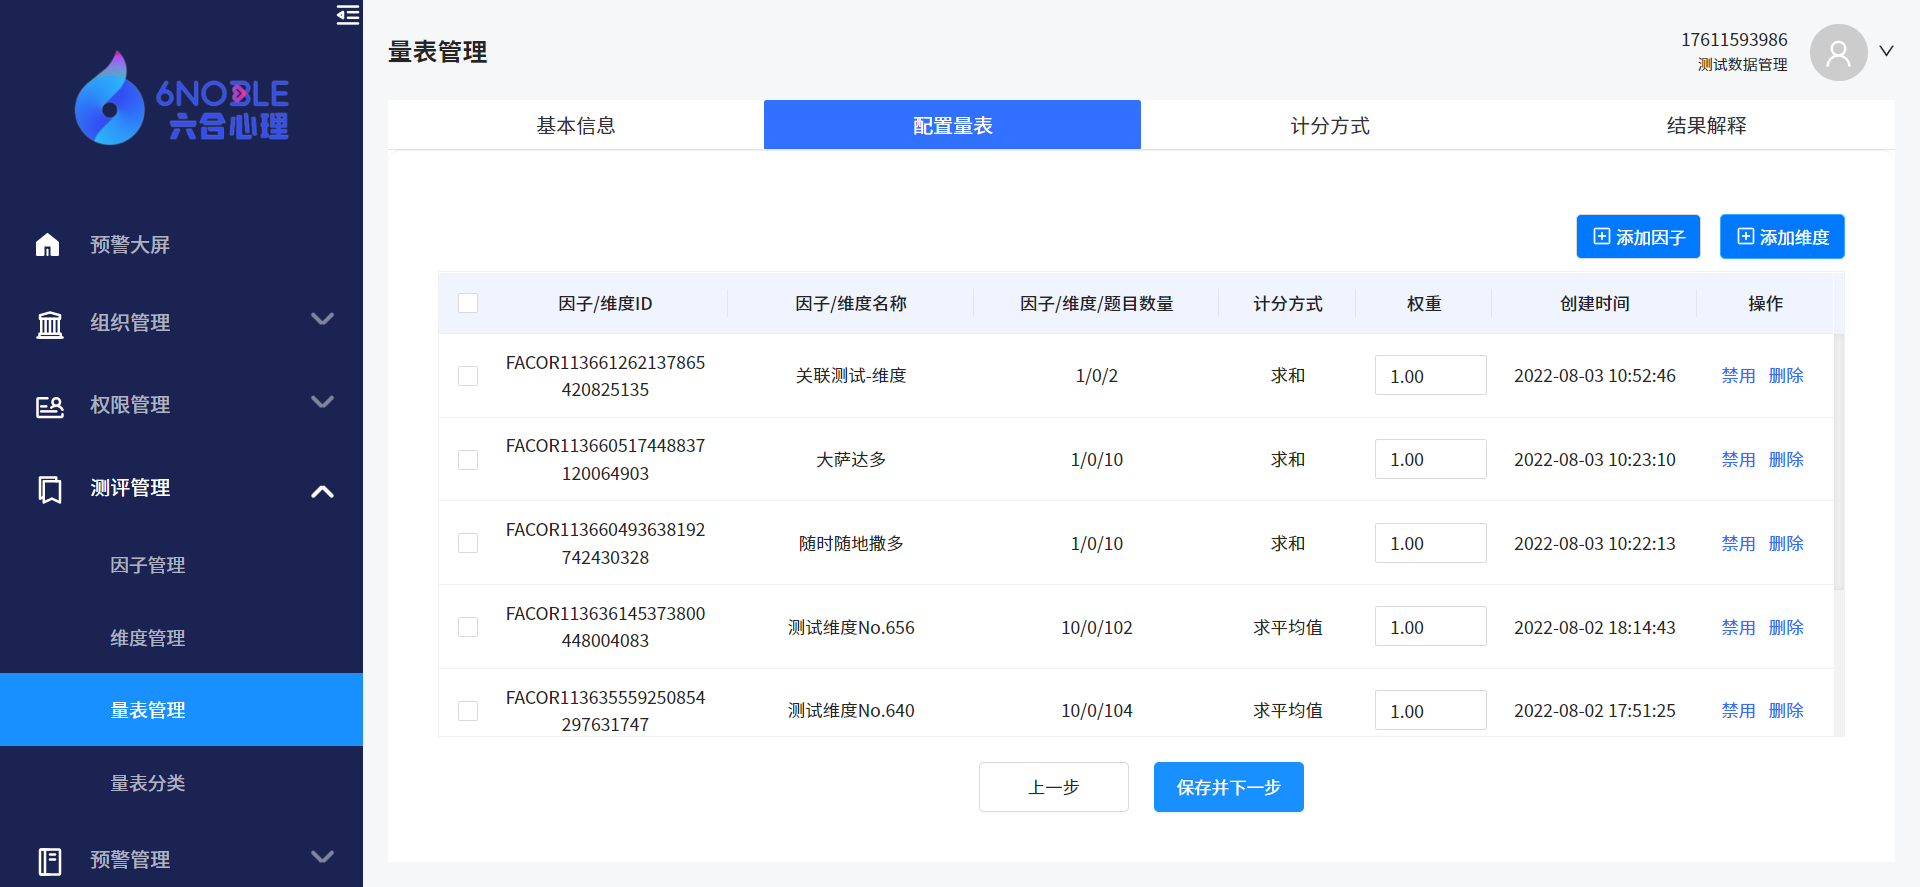 6NOBLE
六合心理
预警大屏
组织管理
权限管理
测评管理
因子管理
维度管理
量表管理
量表分类
预警管理
量表管理
17611593986
测试数据管理
基本信息 配置量表 计分方式 结果解释
添加因子 添加维度
因子/维度ID 因子/维度名称 因子/维度/题目数量 计分方式 权重 创建时间 操作
FACOR113661262137865
420825135 关联测试-维度 1/0/2 求和 1.00 2022-08-03 10:52:46 禁用 删除
FACOR113660517448837
120064903 大萨达多 1/0/10 求和 1.00 2022-08-03 10:23:10 禁用 删除
FACOR113660493638192
742430328 随时随地撒多 1/0/10 求和 1.00 2022-08-03 10:22:13 禁用 删除
FACOR113636145373800
448004083 测试维度No.656 10/0/102 求平均值 1.00 2022-08-02 18:14:43 禁用 删除
FACOR113635559250854
297631747 测试维度No.640 10/0/104 求平均值 1.00 2022-08-02 17:51:25 禁用 删除
上一步 保存并下一步